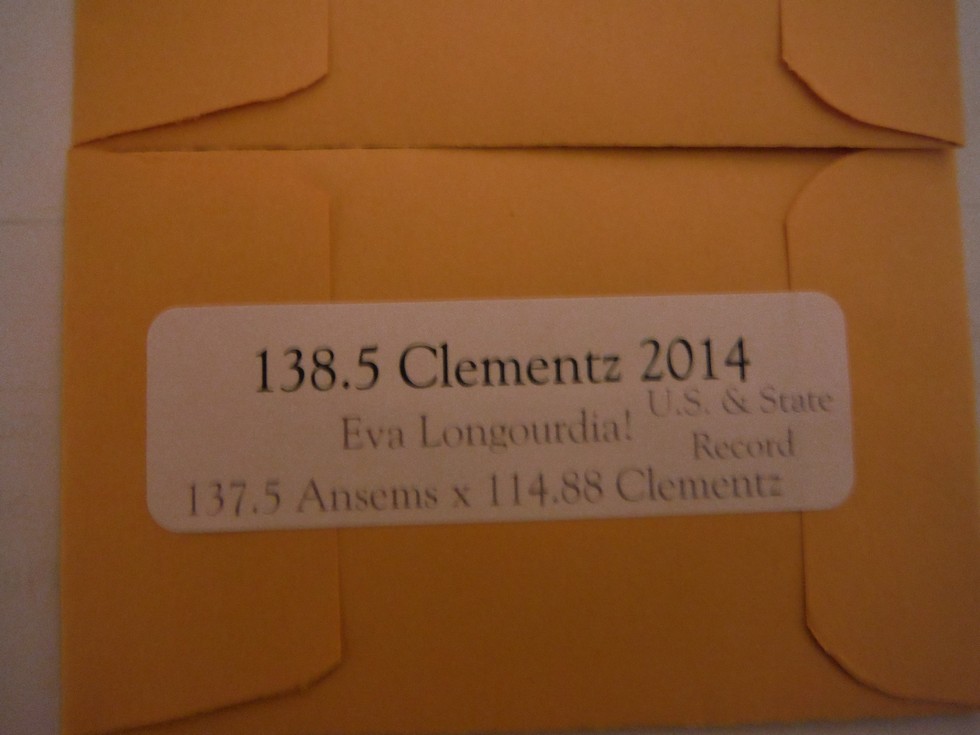 138.5 Clementz 2014
Eva Longourdia!
U.S. & State
Record
137.5 Ansems x 114.88 Clementz